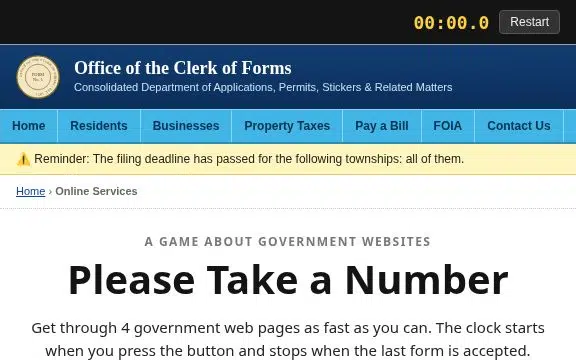 00:00.0 Restart
FORM
No. 1
Office of the Clerk of Forms
Consolidated Department of Applications, Permits, Stickers & Related Matters
Home Residents Businesses Property Taxes Pay a Bill FOIA Contact Us
⚠️ Reminder: The filing deadline has passed for the following townships: all of them.
Home › Online Services
A GAME ABOUT GOVERNMENT WEBSITES
Please Take a Number
Get through 4 government web pages as fast as you can. The clock starts
when you press the button and stops when the last form is accepted.